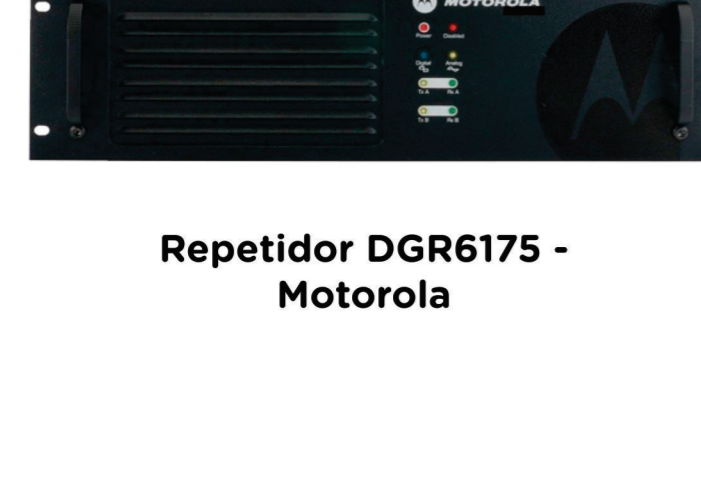 MOTOROLA
Power Disabled
Digital Analog
Tx A Rx A
Tx B Rx B
Repetidor DGR6175 -
Motorola